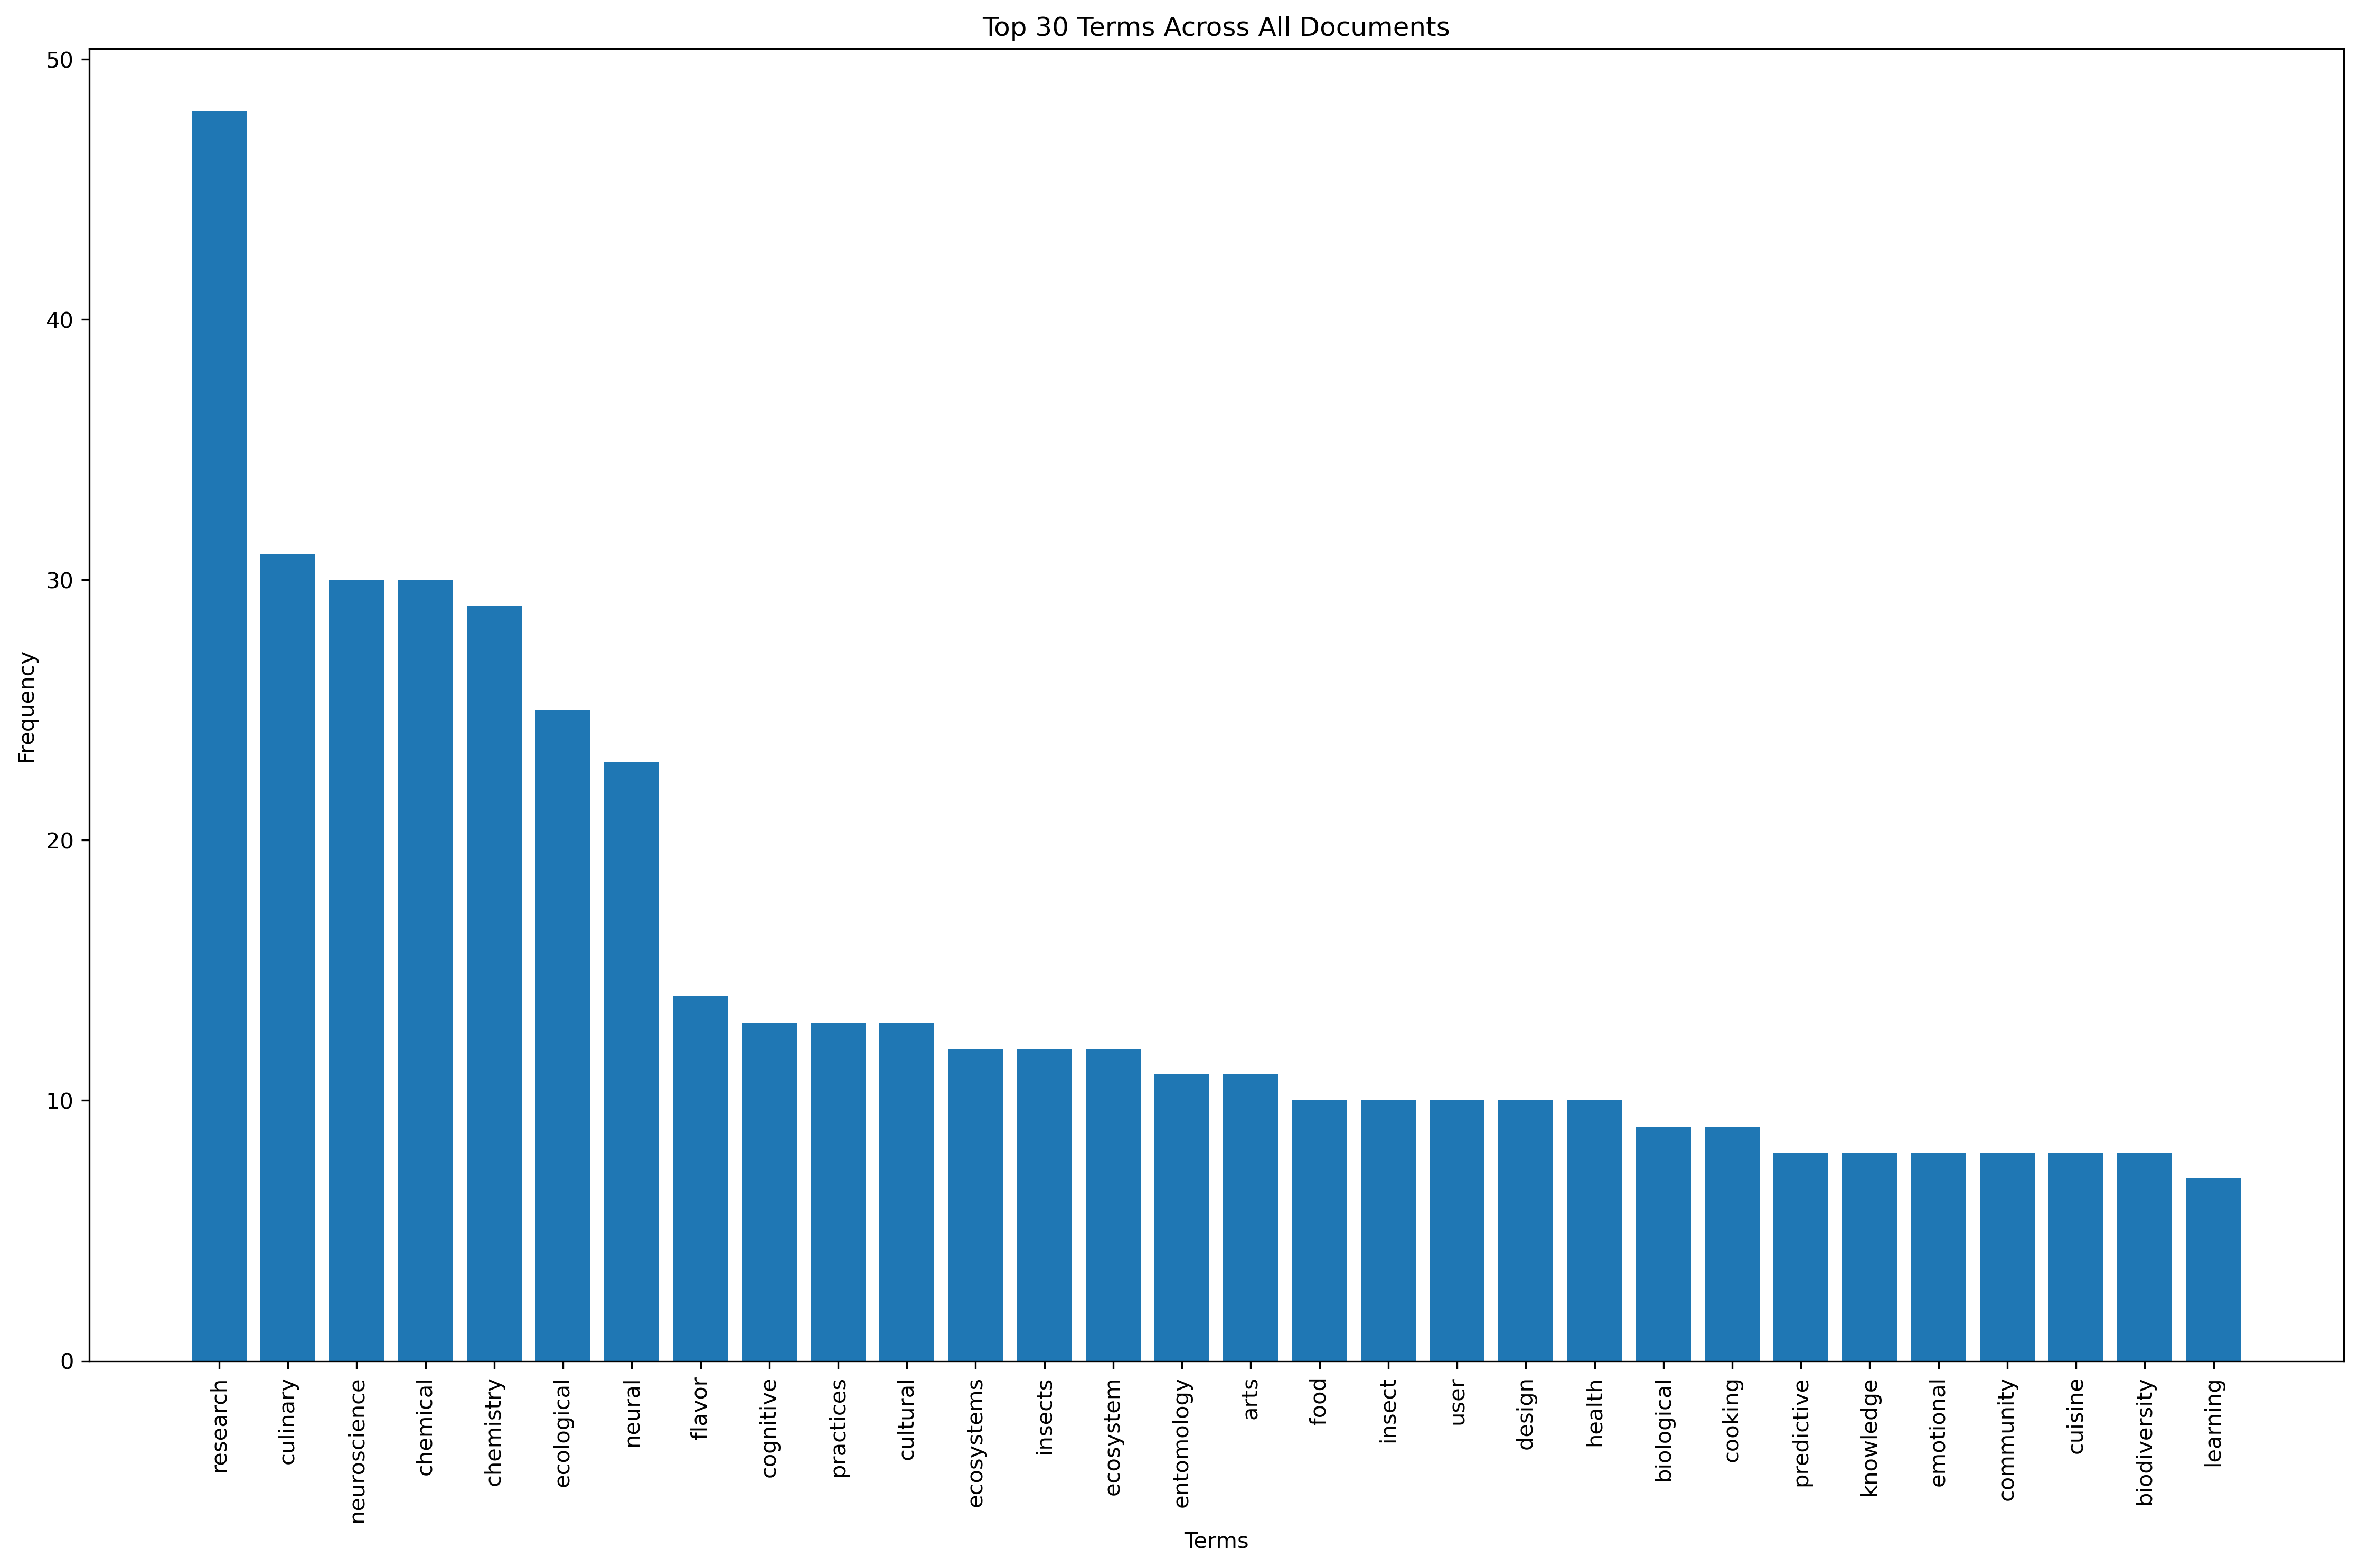 Top 30 Terms Across All Documents
50
40
30
20
10
0
Frequency
research
culinary
neuroscience
chemical
chemistry
ecological
neural
flavor
cognitive
practices
cultural
ecosystems
insects
ecosystem
entomology
arts
food
insect
user
design
health
biological
cooking
predictive
knowledge
emotional
community
cuisine
biodiversity
learning
Terms